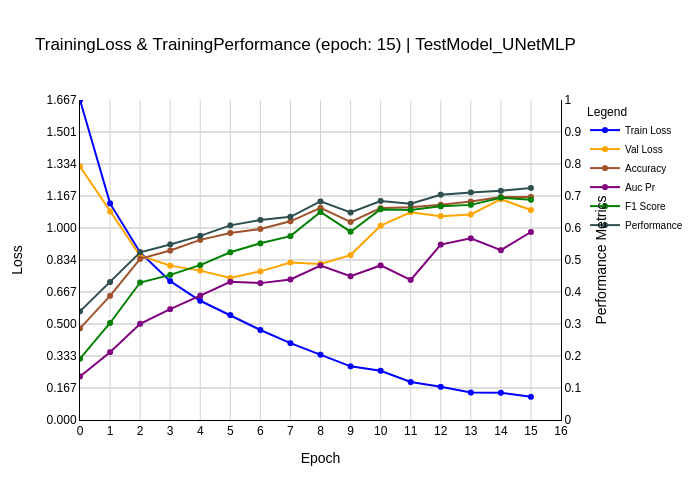 TrainingLoss & TrainingPerformance (epoch: 15) | TestModel_UNetMLP
1.667
1.501
1.334
1.167
1.000
0.834
0.667
0.500
0.333
0.167
0.000
Loss
0 1 2 3 4 5 6 7 8 9 10 11 12 13 14 15 16
Epoch
1
0.9
0.8
0.7
0.6
0.5
0.4
0.3
0.2
0.1
0
Performance Metrics
Legend
Train Loss
Val Loss
Accuracy
Auc Pr
F1 Score
Performance